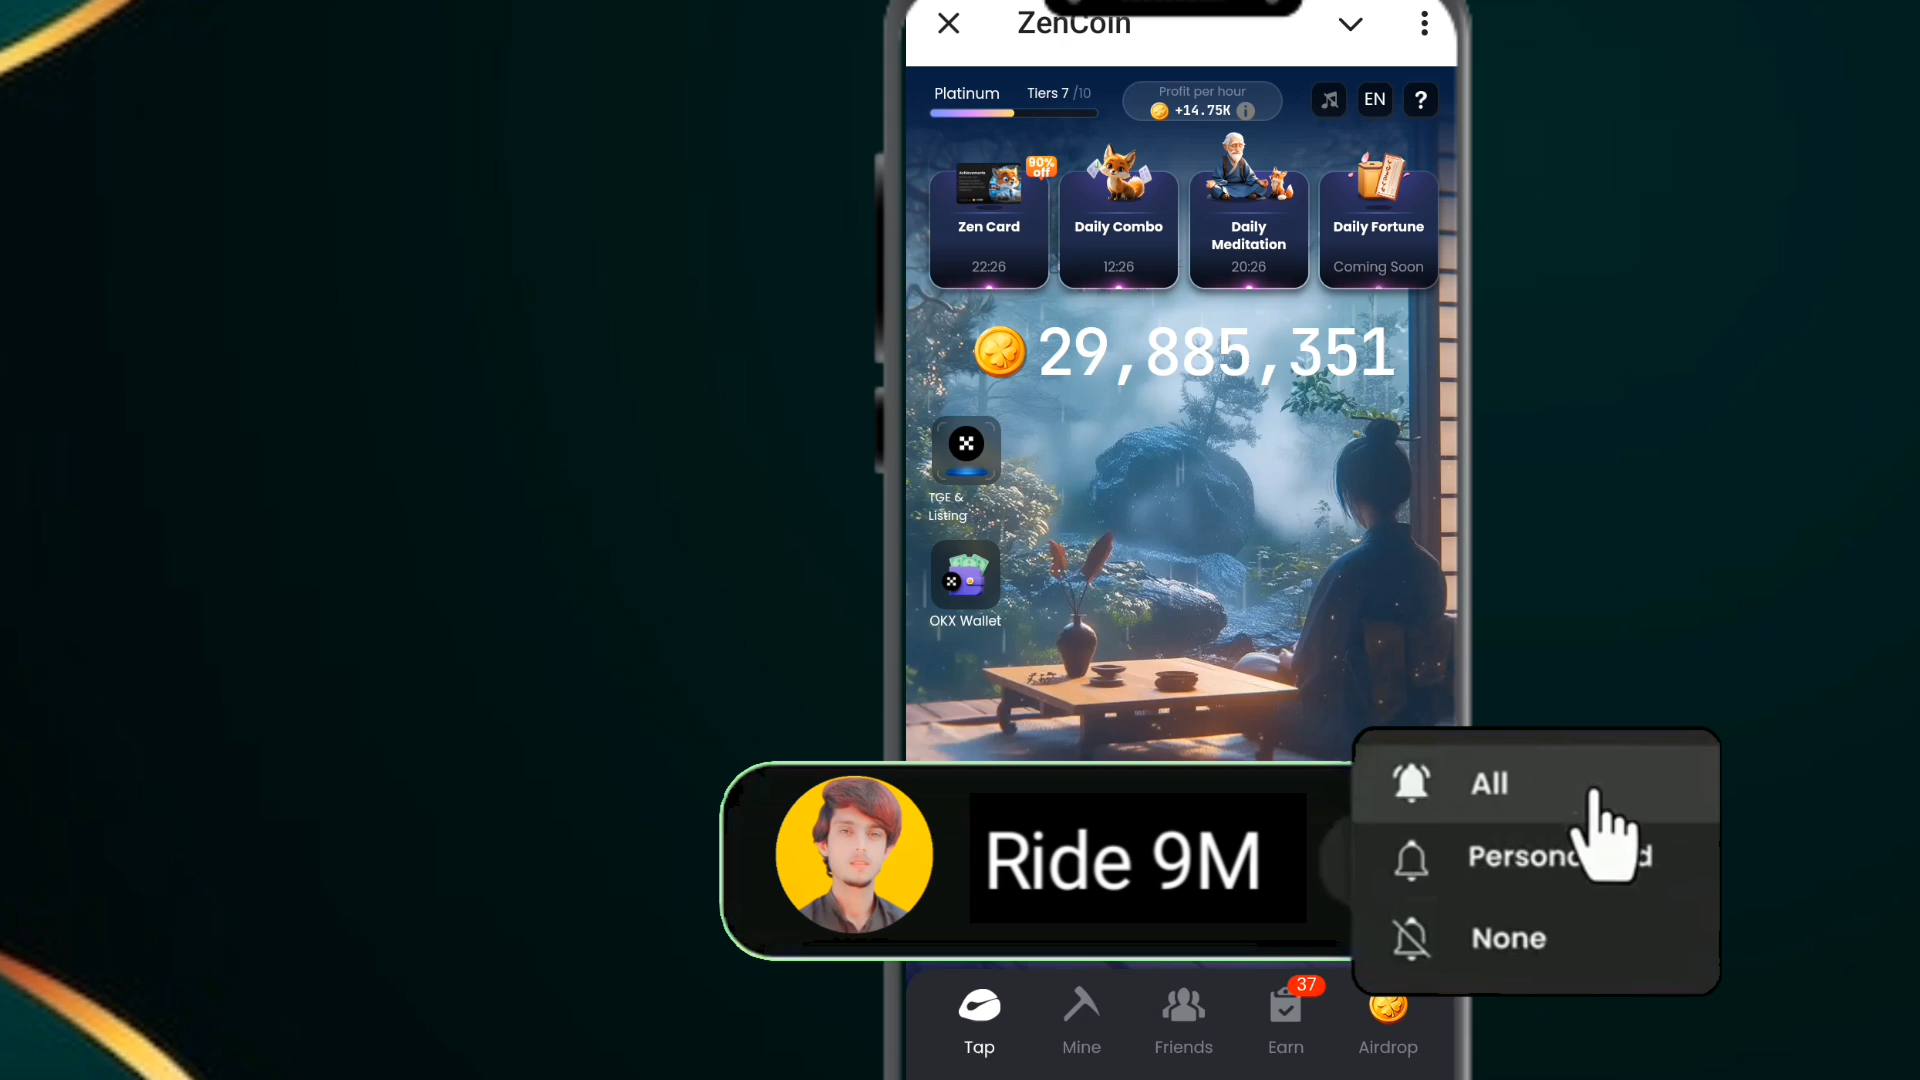 ZenCoin
Platinum
Tiers 7 /10
Profit per hour
+14.75K
EN
?
90%
off
Zen Card
22:26
Daily Combo
12:26
Daily
Meditation
20:26
Daily Fortune
Coming Soon
29,885,351
TGE &
Listing
OKX Wallet
Ride 9M
All
None
37
Tap
Mine
Friends
Earn
Airdrop